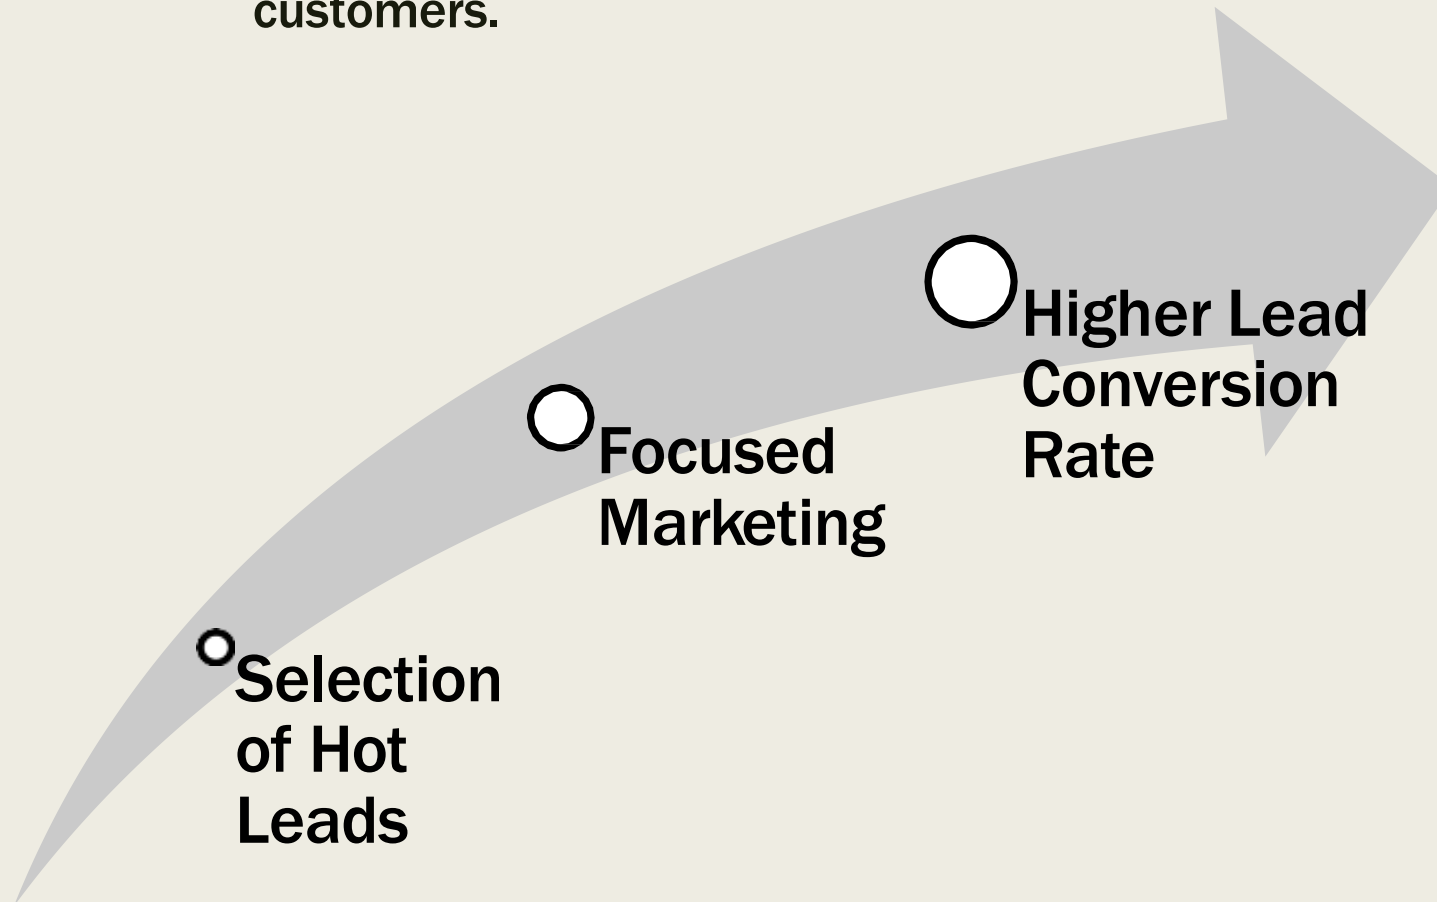 customers.
Higher Lead
Conversion
Rate
Focused
Marketing
Selection
of Hot
Leads